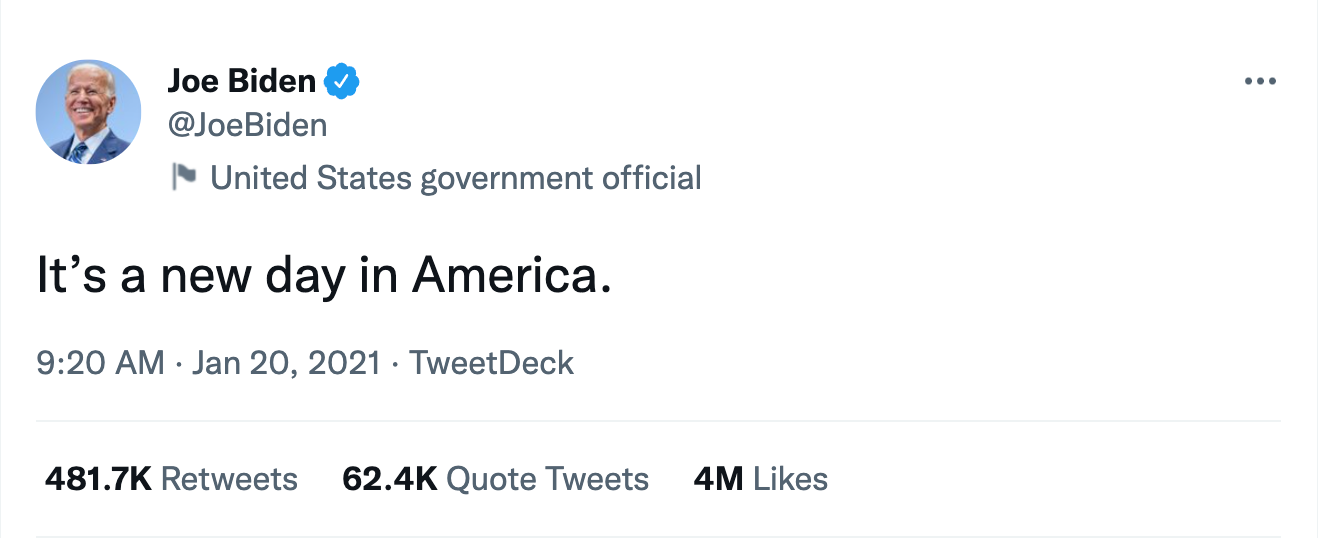 Joe Biden
@JoeBiden
United States government official
It’s a new day in America.
9:20 AM · Jan 20, 2021 · TweetDeck
481.7K Retweets 62.4K Quote Tweets 4M Likes